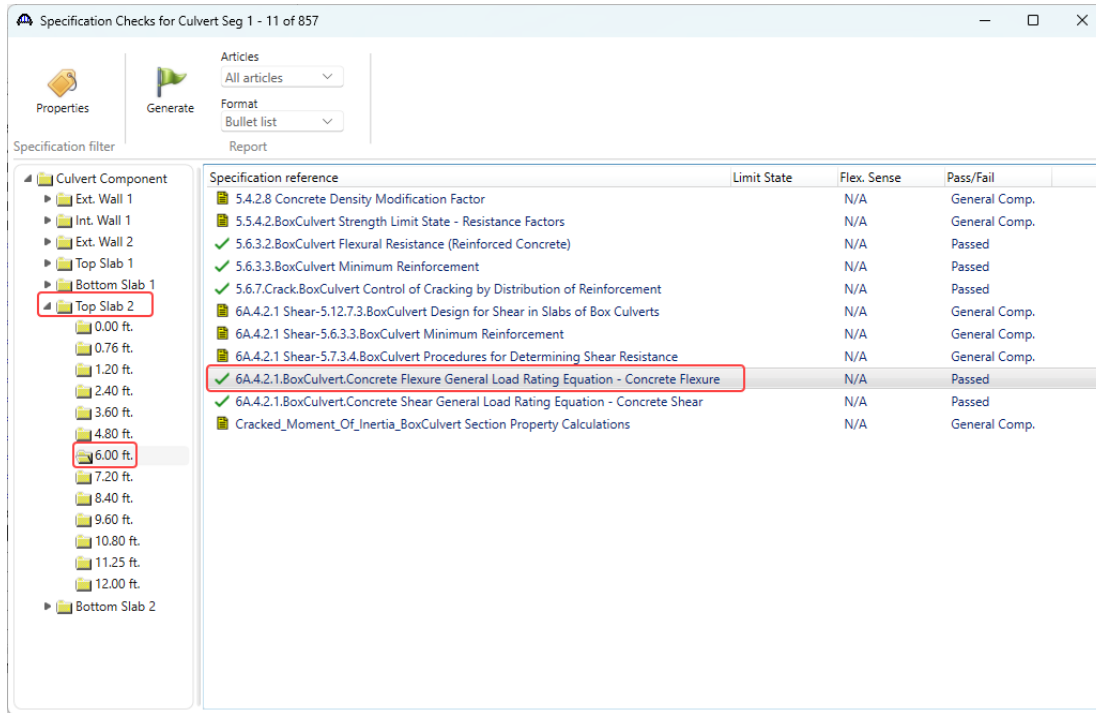 Specification Checks for Culvert Seg 1 - 11 of 857
Articles
All articles
Properties
Generate
Format
Bullet list
Specification filter
Report
Culvert Component
Ext. Wall 1
Int. Wall 1
Ext. Wall 2
Top Slab 1
Bottom Slab 1
Top Slab 2
0.00 ft.
0.76 ft.
1.20 ft.
2.40 ft.
3.60 ft.
4.80 ft.
6.00 ft.
7.20 ft.
8.40 ft.
9.60 ft.
10.80 ft.
11.25 ft.
12.00 ft.
Bottom Slab 2
Specification reference Limit State Flex. Sense Pass/Fail
5.4.2.8 Concrete Density Modification Factor N/A General Comp.
5.5.4.2.BoxCulvert Strength Limit State - Resistance Factors N/A General Comp.
5.6.3.2.BoxCulvert Flexural Resistance (Reinforced Concrete) N/A Passed
5.6.3.3.BoxCulvert Minimum Reinforcement N/A Passed
5.6.7.Crack.BoxCulvert Control of Cracking by Distribution of Reinforcement N/A Passed
6A.4.2.1 Shear-5.12.7.3.BoxCulvert Design for Shear in Slabs of Box Culverts N/A General Comp.
6A.4.2.1 Shear-5.6.3.3.BoxCulvert Minimum Reinforcement N/A General Comp.
6A.4.2.1 Shear-5.7.3.4.BoxCulvert Procedures for Determining Shear Resistance N/A General Comp.
6A.4.2.1.BoxCulvert.Concrete Flexure General Load Rating Equation - Concrete Flexure N/A Passed
6A.4.2.1.BoxCulvert.Concrete Shear General Load Rating Equation - Concrete Shear N/A Passed
Cracked_Moment_Of_Inertia_BoxCulvert Section Property Calculations N/A General Comp.